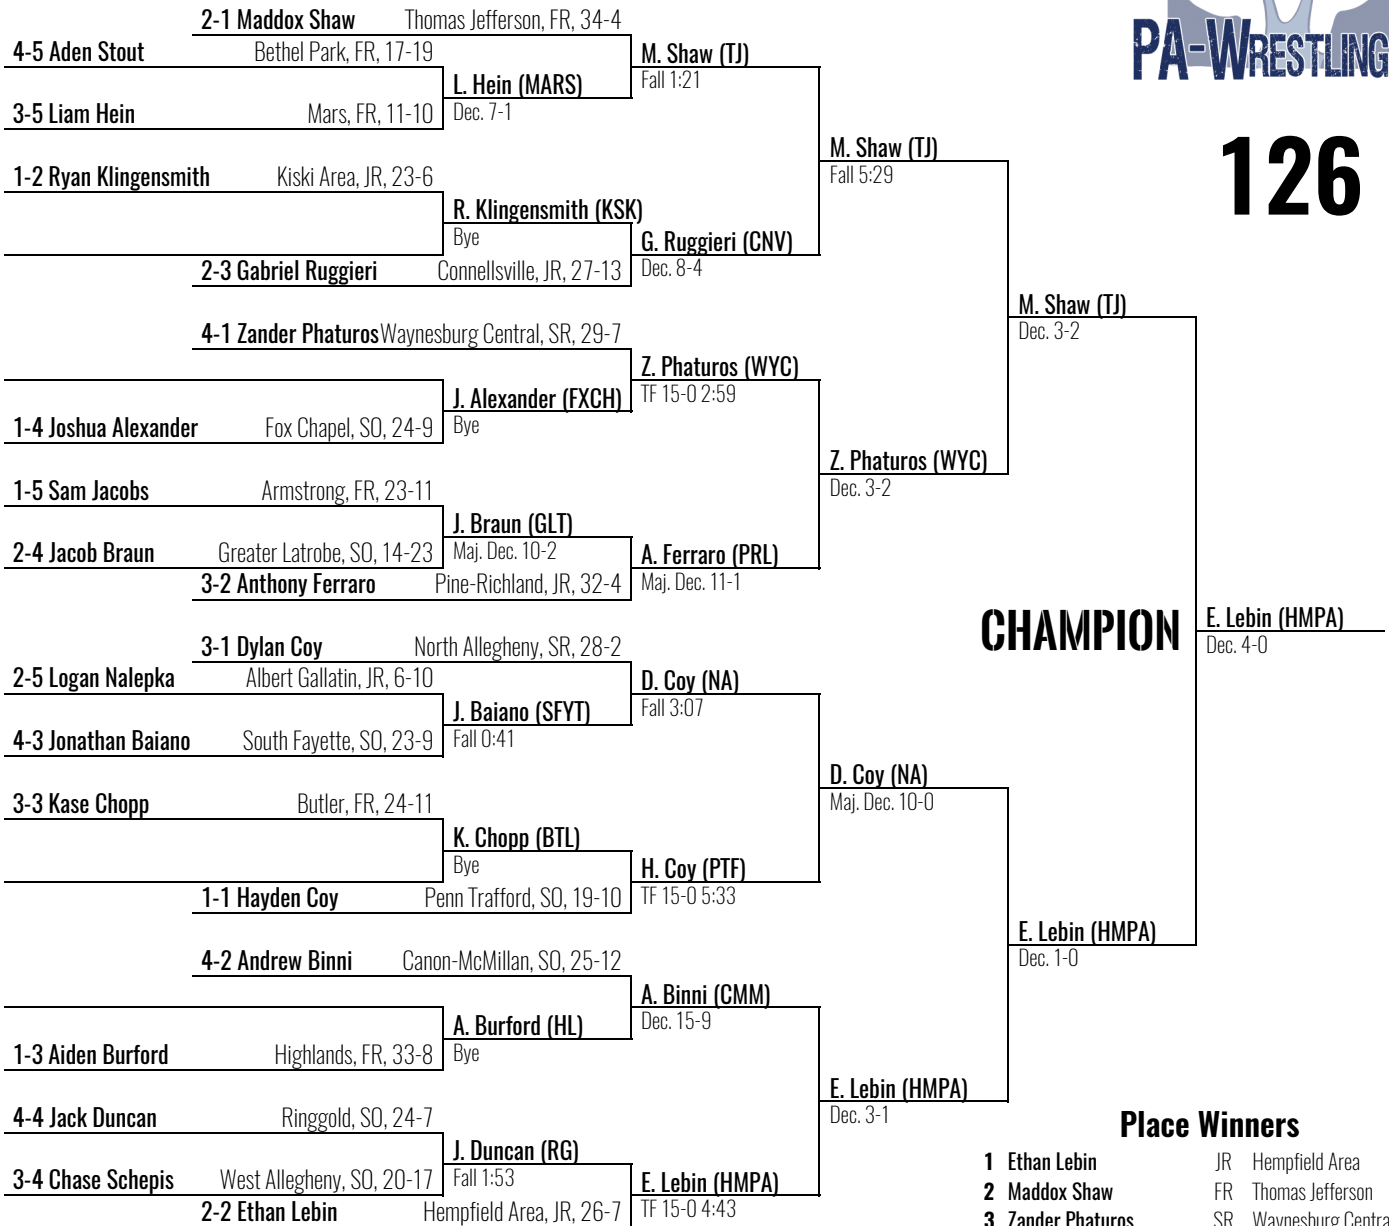 PA-WRESTLING
126
2-1 Maddox Shaw Thomas Jefferson, FR, 34-4
4-5 Aden Stout Bethel Park, FR, 17-19
M. Shaw (TJ)
Fall 1:21
L. Hein (MARS)
Dec. 7-1
3-5 Liam Hein Mars, FR, 11-10
M. Shaw (TJ)
Fall 5:29
1-2 Ryan Klingensmith Kiski Area, JR, 23-6
R. Klingensmith (KSK)
Bye
G. Ruggieri (CNV)
Dec. 8-4
2-3 Gabriel Ruggieri Connellsville, JR, 27-13
M. Shaw (TJ)
Dec. 3-2
4-1 Zander Phaturos Waynesburg Central, SR, 29-7
Z. Phaturos (WYC)
TF 15-0 2:59
J. Alexander (FXCH)
Bye
1-4 Joshua Alexander Fox Chapel, SO, 24-9
Z. Phaturos (WYC)
Dec. 3-2
1-5 Sam Jacobs Armstrong, FR, 23-11
J. Braun (GLT)
Maj. Dec. 10-2
2-4 Jacob Braun Greater Latrobe, SO, 14-23
A. Ferraro (PRL)
Maj. Dec. 11-1
3-2 Anthony Ferraro Pine-Richland, JR, 32-4
CHAMPION
E. Lebin (HMPA)
Dec. 4-0
3-1 Dylan Coy North Allegheny, SR, 28-2
2-5 Logan Nalepka Albert Gallatin, JR, 6-10
D. Coy (NA)
Fall 3:07
J. Baiano (SFYT)
Fall 0:41
4-3 Jonathan Baiano South Fayette, SO, 23-9
D. Coy (NA)
Maj. Dec. 10-0
3-3 Kase Chopp Butler, FR, 24-11
K. Chopp (BTL)
Bye
H. Coy (PTF)
TF 15-0 5:33
1-1 Hayden Coy Penn Trafford, SO, 19-10
E. Lebin (HMPA)
Dec. 1-0
4-2 Andrew Binni Canon-McMillan, SO, 25-12
A. Binni (CMM)
Dec. 15-9
A. Burford (HL)
Bye
1-3 Aiden Burford Highlands, FR, 33-8
E. Lebin (HMPA)
Dec. 3-1
4-4 Jack Duncan Ringgold, SO, 24-7
J. Duncan (RG)
Fall 1:53
3-4 Chase Schepis West Allegheny, SO, 20-17
E. Lebin (HMPA)
TF 15-0 4:43
2-2 Ethan Lebin Hempfield Area, JR, 26-7
Place Winners
1 Ethan Lebin JR Hempfield Area
2 Maddox Shaw FR Thomas Jefferson
3 Zander Phaturos SR Waynesburg Centra